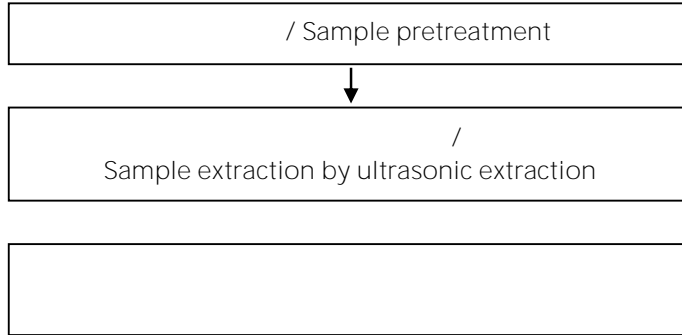 / Sample pretreatment
/
Sample extraction by ultrasonic extraction